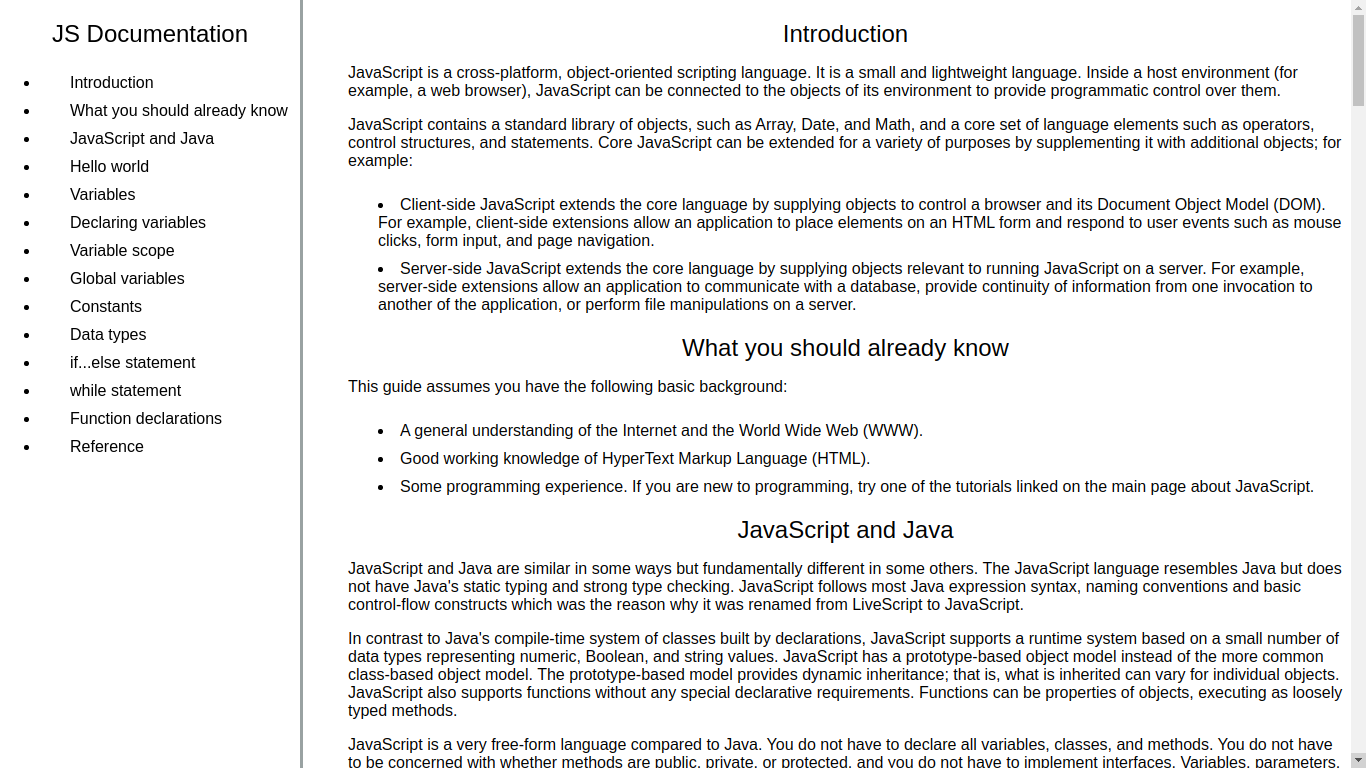 JS Documentation
Introduction
What you should already know
JavaScript and Java
Hello world
Variables
Declaring variables
Variable scope
Global variables
Constants
Data types
if...else statement
while statement
Function declarations
Reference
Introduction
JavaScript is a cross-platform, object-oriented scripting language. It is a small and lightweight language. Inside a host environment (for
example, a web browser), JavaScript can be connected to the objects of its environment to provide programmatic control over them.
JavaScript contains a standard library of objects, such as Array, Date, and Math, and a core set of language elements such as operators,
control structures, and statements. Core JavaScript can be extended for a variety of purposes by supplementing it with additional objects; for
example:
Client-side JavaScript extends the core language by supplying objects to control a browser and its Document Object Model (DOM).
For example, client-side extensions allow an application to place elements on an HTML form and respond to user events such as mouse
clicks, form input, and page navigation.
Server-side JavaScript extends the core language by supplying objects relevant to running JavaScript on a server. For example,
server-side extensions allow an application to communicate with a database, provide continuity of information from one invocation to
another of the application, or perform file manipulations on a server.
What you should already know
This guide assumes you have the following basic background:
A general understanding of the Internet and the World Wide Web (WWW).
Good working knowledge of HyperText Markup Language (HTML).
Some programming experience. If you are new to programming, try one of the tutorials linked on the main page about JavaScript.
JavaScript and Java
JavaScript and Java are similar in some ways but fundamentally different in some others. The JavaScript language resembles Java but does
not have Java's static typing and strong type checking. JavaScript follows most Java expression syntax, naming conventions and basic
control-flow constructs which was the reason why it was renamed from LiveScript to JavaScript.
In contrast to Java's compile-time system of classes built by declarations, JavaScript supports a runtime system based on a small number of
data types representing numeric, Boolean, and string values. JavaScript has a prototype-based object model instead of the more common
class-based object model. The prototype-based model provides dynamic inheritance; that is, what is inherited can vary for individual objects.
JavaScript also supports functions without any special declarative requirements. Functions can be properties of objects, executing as loosely
typed methods.
JavaScript is a very free-form language compared to Java. You do not have to declare all variables, classes, and methods. You do not have
to be concerned with whether methods are public, private, or protected, and you do not have to implement interfaces. Variables, parameters,